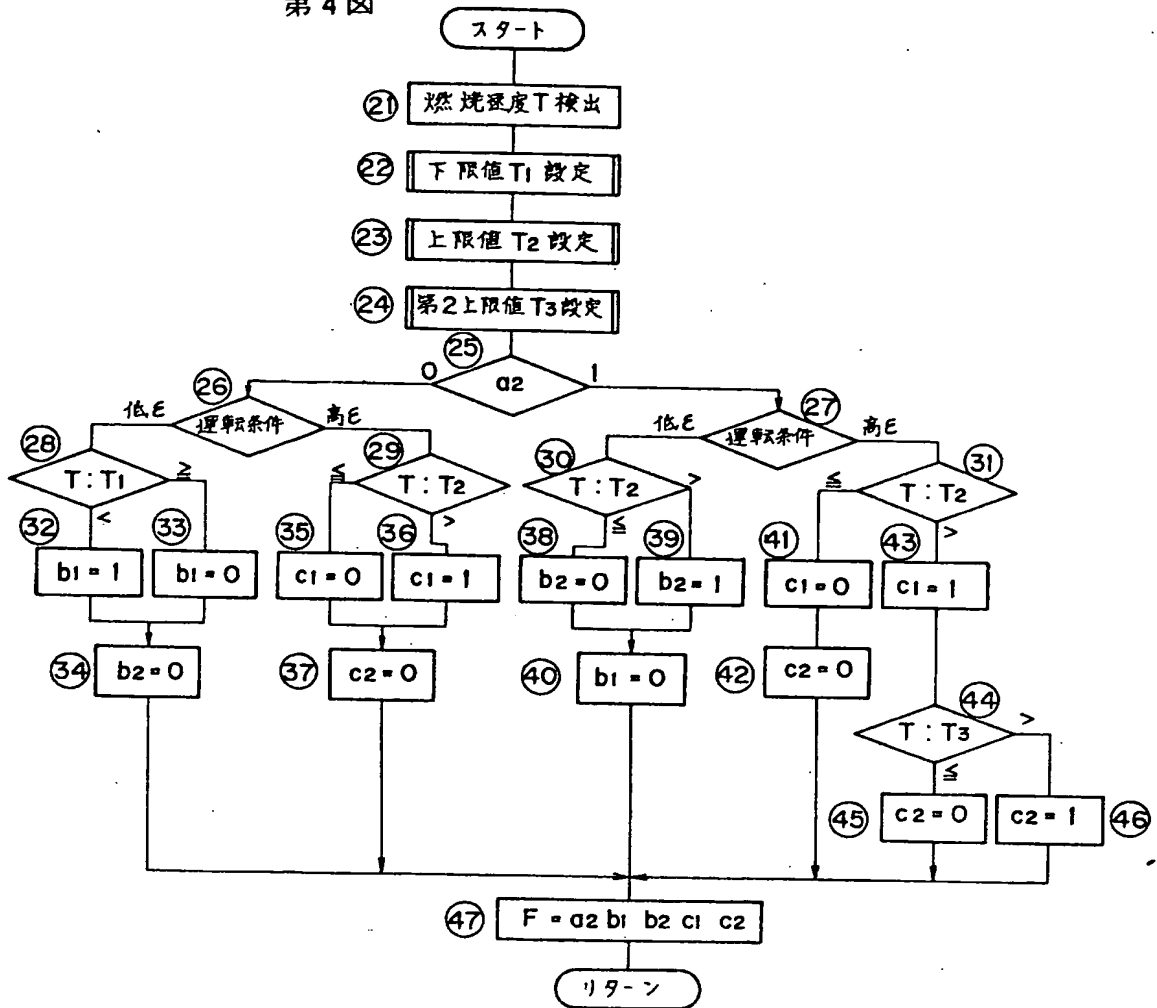 第4図
スタート
21 燃焼速度T検出
22 下限値T1設定
23 上限値T2設定
24 第2上限値T3設定
25
0 a2 1
26 27
低ε 運転条件 高ε
低ε 運転条件 高ε
28 T:T1 ≧ <
29 T:T2 ≦ >
30 T:T2 > ≦
31 T:T2 ≦ >
32 b1=1
33 b1=0
35 c1=0
36 c1=1
38 b2=0
39 b2=1
41 c1=0
43 c1=1
34 b2=0
37 c2=0
40 b1=0
42 c2=0
44 T:T3 > ≦
45 c2=0
c2=1 46
47 F=a2 b1 b2 c1 c2
リターン